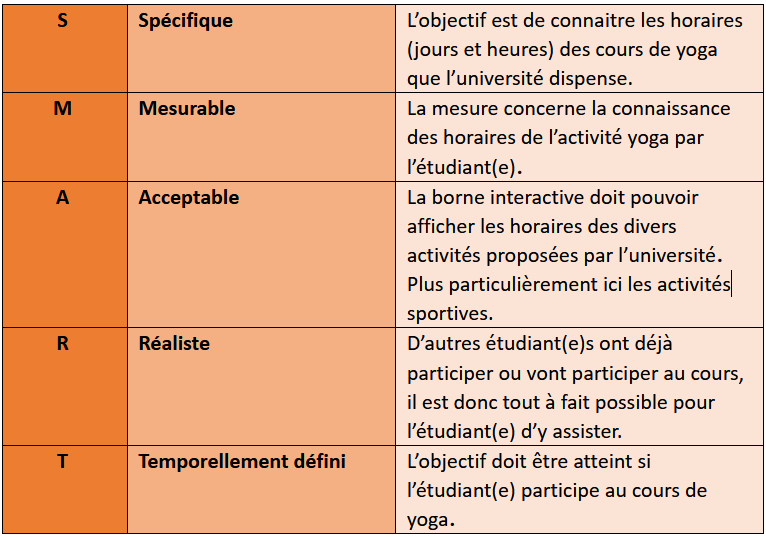 S Spécifique L’objectif est de connaitre les horaires
(jours et heures) des cours de yoga
que l’université dispense.
M Mesurable La mesure concerne la connaissance
des horaires de l’activité yoga par
l’étudiant(e).
A Acceptable La borne interactive doit pouvoir
afficher les horaires des divers
activités proposées par l’université.
Plus particulièrement ici les activités
sportives.
R Réaliste D’autres étudiant(e)s ont déjà
participer ou vont participer au cours,
il est donc tout à fait possible pour
l’étudiant(e) d’y assister.
T Temporellement défini L’objectif doit être atteint si
l’étudiant(e) participe au cours de
yoga.